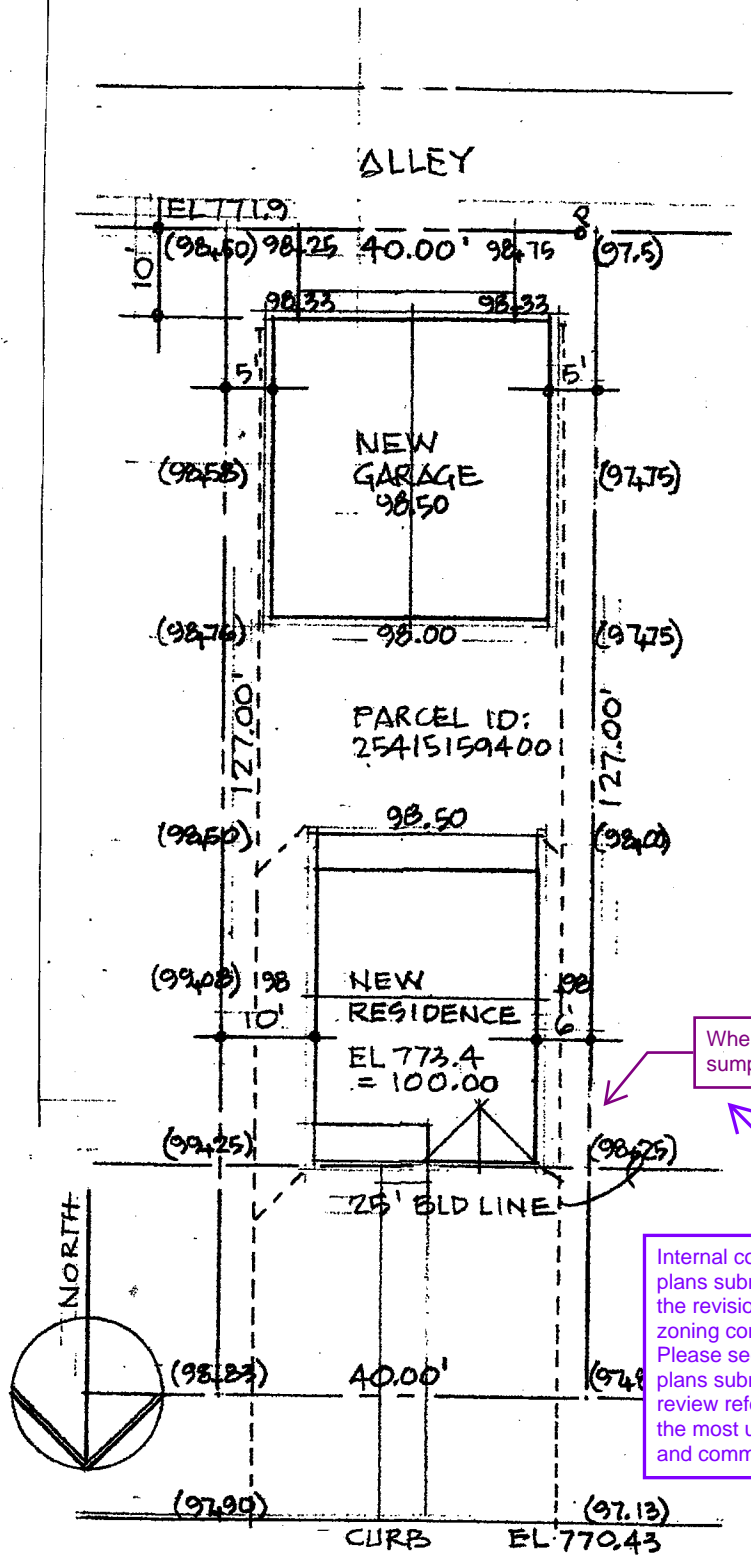 ALLEY
EL 771.9
(98.50) 98.25 40.00' 98.75 (97.5)
10'
98.33 98.33
5' 5'
NEW
GARAGE
98.50
(98.58) (97.75)
(98.76) 98.00 (97.75)
127.00' 127.00'
PARCEL ID:
25415159400
98.50
(98.50) (98.00)
(99.08) 98 98
NEW
RESIDENCE
10' 6'
EL 773.4
= 100.00
Whe
sump
(99.25) (98.25)
25' BLD LINE
NORTH
Internal co
plans subm
the revision
zoning con
Please se
plans subm
review refe
the most u
and comm
(98.83) 40.00' (97.8
(97.90) (97.13)
CURB EL 770.43